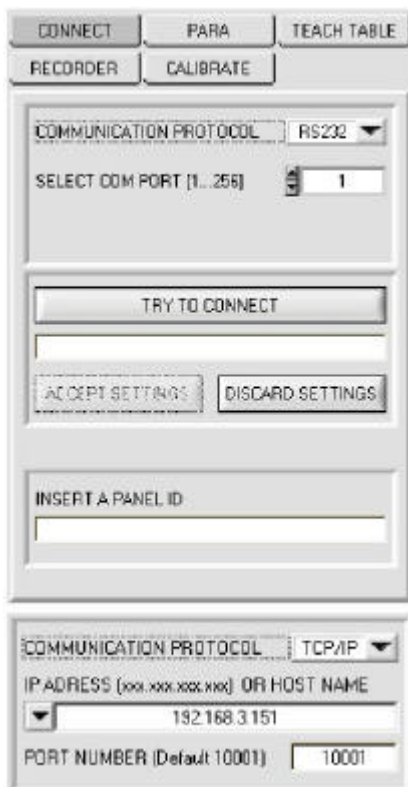 CONNECT PARA TEACH TABLE
RECORDER CALIBRATE
COMMUNICATION PROTOCOL RS232
SELECT COM PORT [1...256] 1
TRY TO CONNECT
ACCEPT SETTINGS DISCARD SETTINGS
INSERT A PANEL ID
COMMUNICATION PROTOCOL TCP/IP
IP ADRESS [xxx.xxx.xxx.xxx] OR HOST NAME
192.168.3.151
PORT NUMBER (Default 10001) 10001